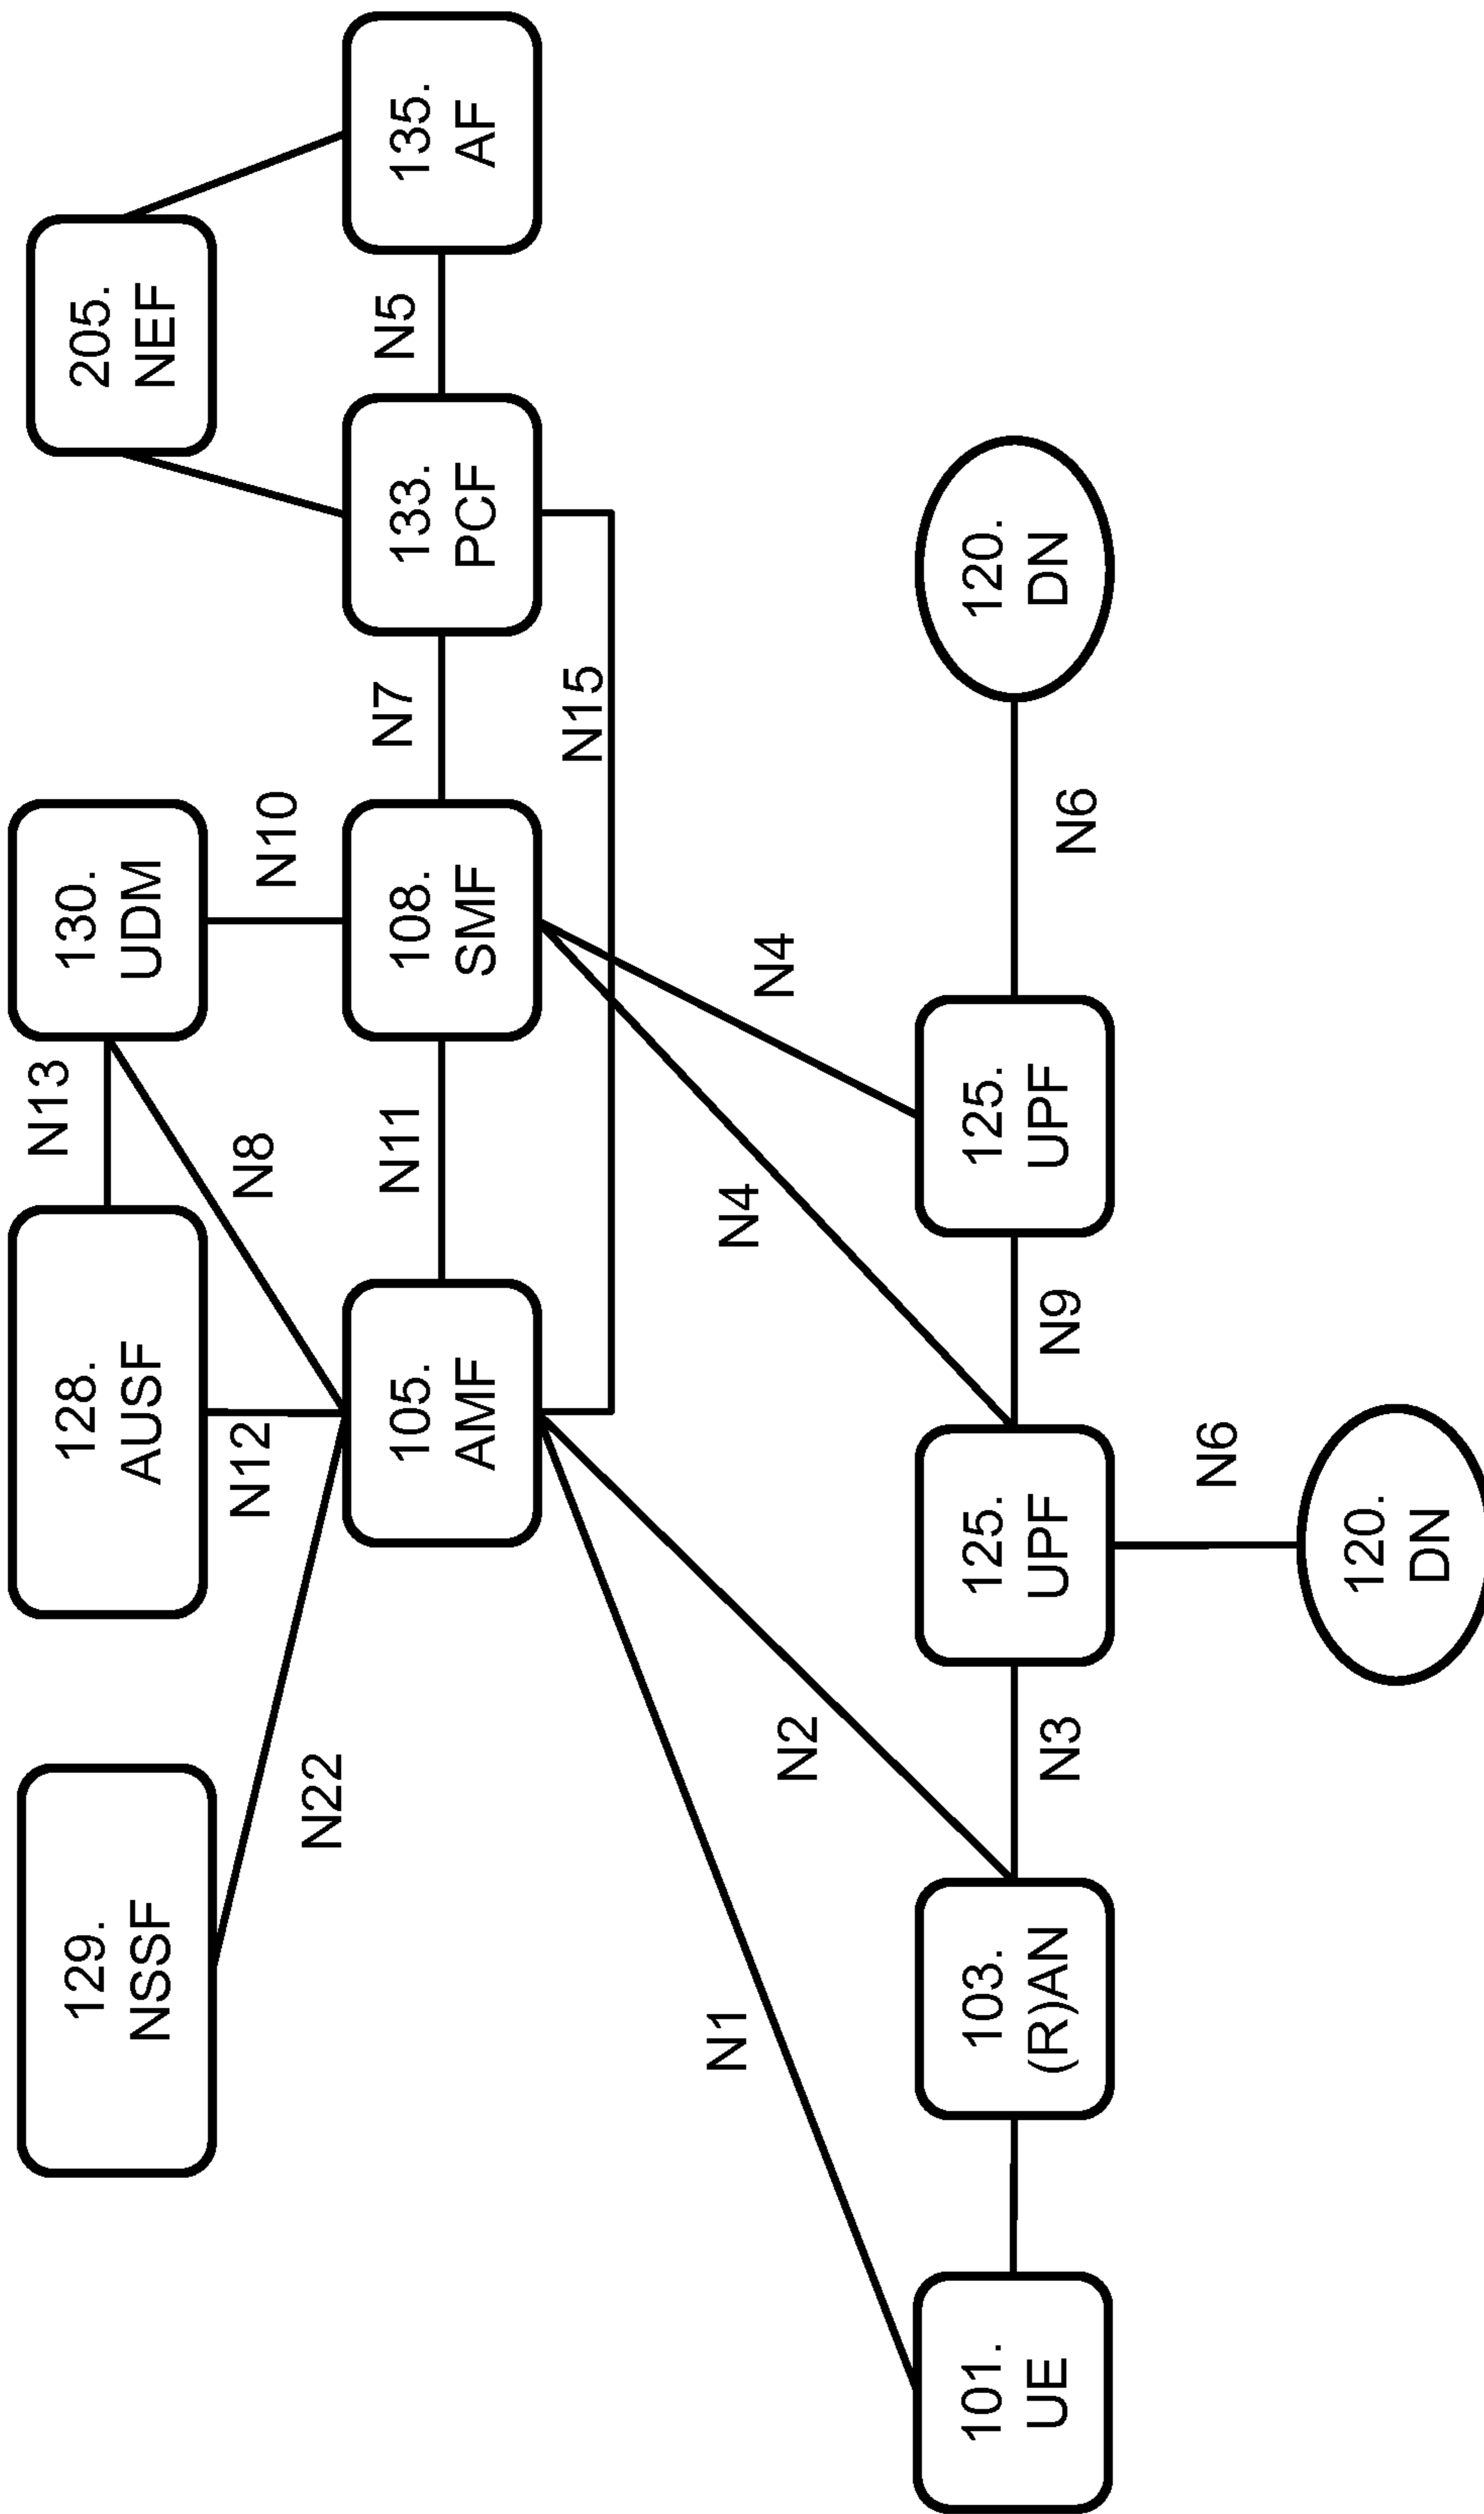 129.
NSSF
128.
AUSF
N13
130.
UDM
205.
NEF
N22
N12
N8
N10
105.
AMF
N11
108.
SMF
N7
133.
PCF
N5
135.
AF
N15
N1
N2
N4
N4
101.
UE
103.
(R)AN
N3
125.
UPF
N9
125.
UPF
N6
120.
DN
N6
120.
DN